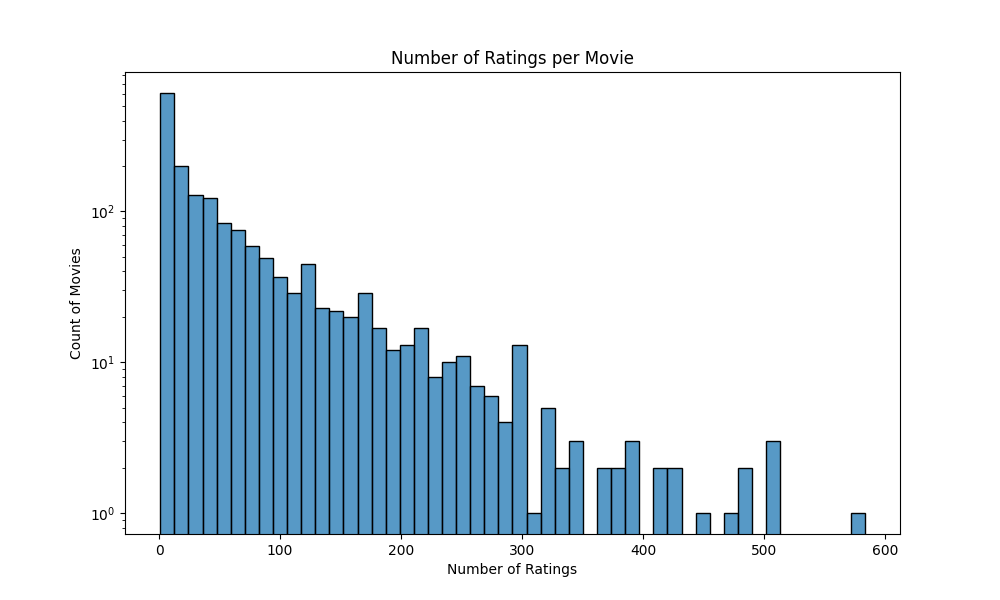 Number of Ratings per Movie
Count of Movies
10²
10¹
10⁰
0 100 200 300 400 500 600
Number of Ratings